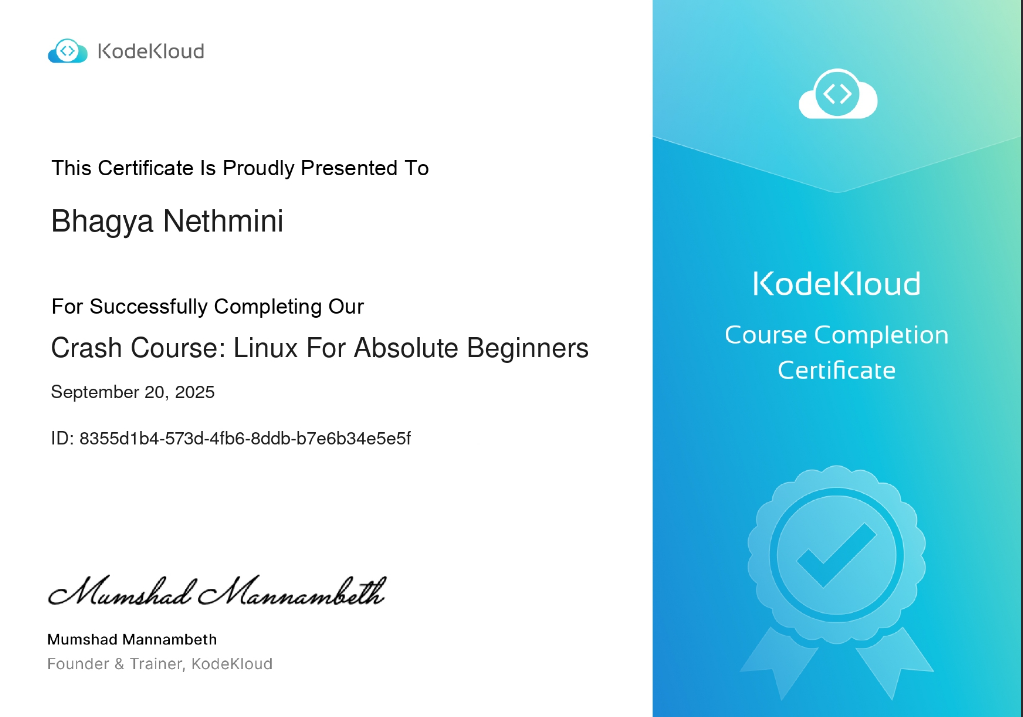 KodeKloud
This Certificate Is Proudly Presented To
Bhagya Nethmini
For Successfully Completing Our
Crash Course: Linux For Absolute Beginners
September 20, 2025
ID: 8355d1b4-573d-4fb6-8ddb-b7e6b34e5e5f
Mumshad Mannambeth
Mumshad Mannambeth
Founder & Trainer, KodeKloud
KodeKloud
Course Completion
Certificate